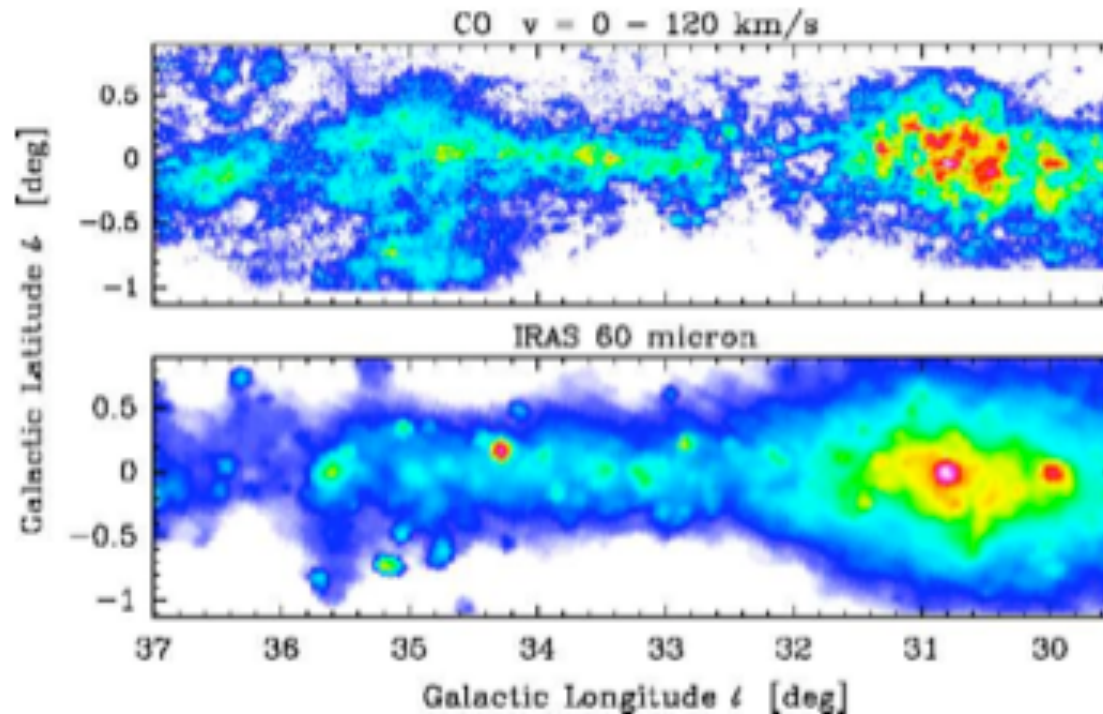 CO v = 0 – 120 km/s
0.5
0
−0.5
−1
Galactic Latitude b [deg]
IRAS 60 micron
0.5
0
−0.5
−1
37 36 35 34 33 32 31 30
Galactic Longitude ℓ [deg]